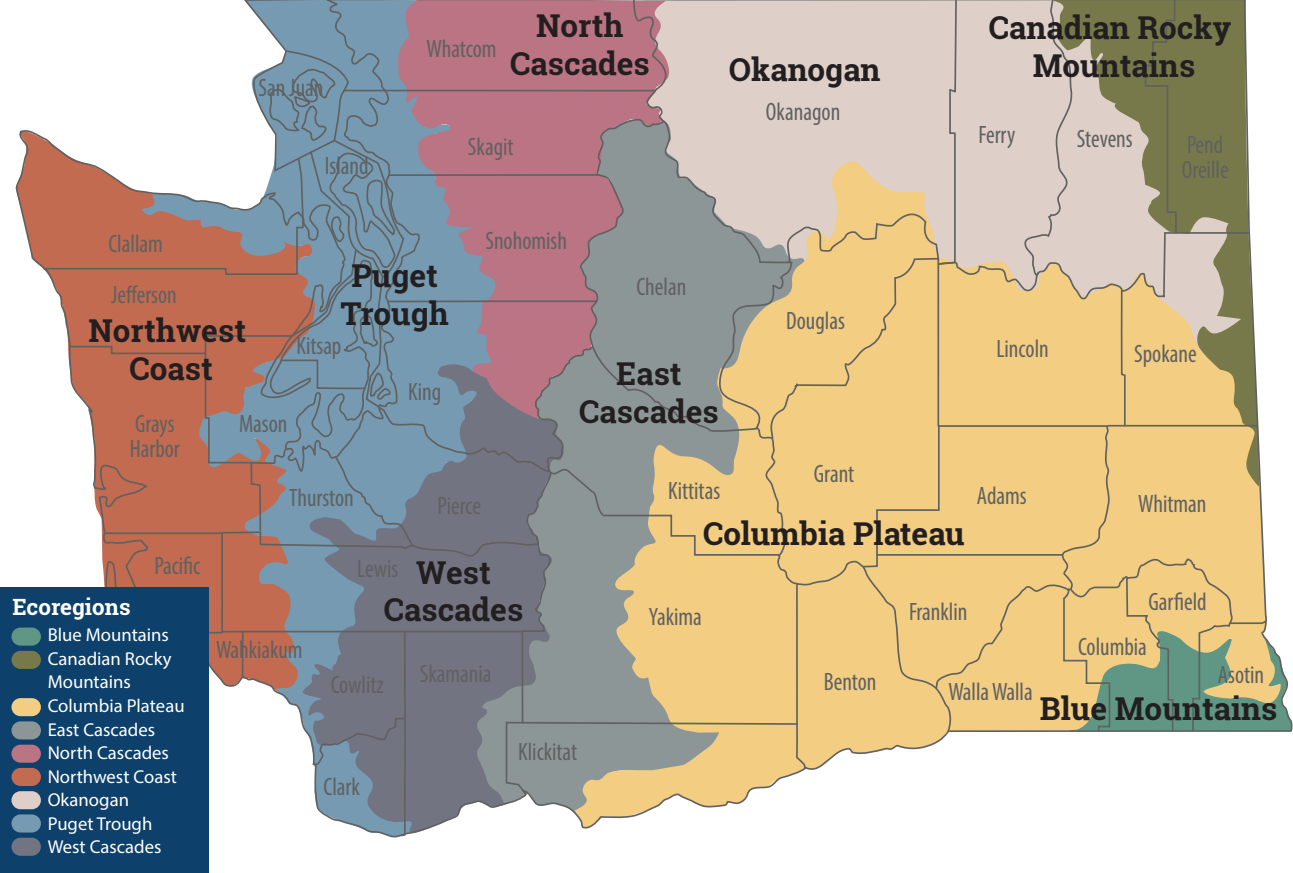 North
Cascades
Canadian Rocky
Mountains
Okanogan
Whatcom
San Juan
Okanagon
Ferry
Stevens
Pend
Oreille
Skagit
Island
Clallam
Snohomish
Puget
Trough
Chelan
Jefferson
Northwest
Coast
Kitsap
Douglas
Lincoln
Spokane
East
Cascades
King
Grays
Harbor
Mason
Thurston
Pierce
Kittitas
Grant
Adams
Whitman
Columbia Plateau
Pacific
Lewis
West
Cascades
Yakima
Franklin
Garfield
Columbia
Wahkiakum
Cowlitz
Skamania
Benton
Walla Walla
Asotin
Blue Mountains
Klickitat
Clark
Ecoregions
Blue Mountains
Canadian Rocky
Mountains
Columbia Plateau
East Cascades
North Cascades
Northwest Coast
Okanogan
Puget Trough
West Cascades